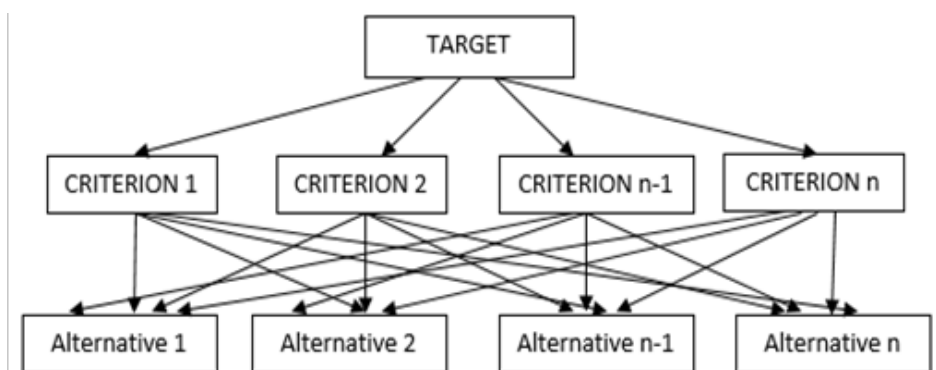 TARGET
CRITERION 1
CRITERION 2
CRITERION n-1
CRITERION n
Alternative 1
Alternative 2
Alternative n-1
Alternative n